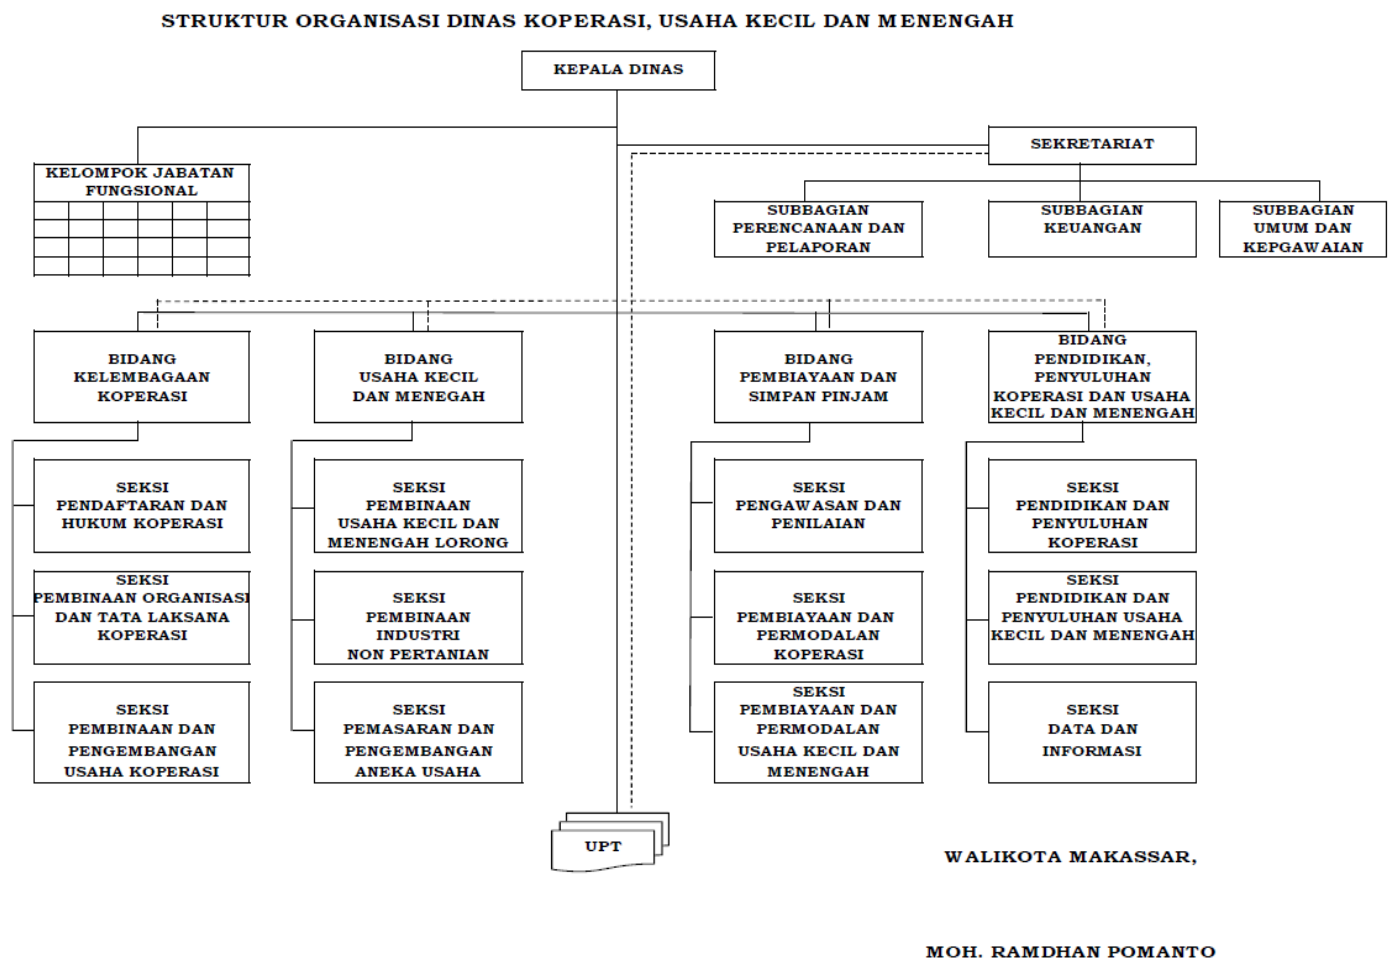 STRUKTUR ORGANISASI DINAS KOPERASI, USAHA KECIL DAN MENENGAH
KEPALA DINAS
SEKRETARIAT
KELOMPOK JABATAN
FUNGSIONAL
SUBBAGIAN
PERENCANAAN DAN
PELAPORAN
SUBBAGIAN
KEUANGAN
SUBBAGIAN
UMUM DAN
KEPGAWAIAN
BIDANG
KELEMBAGAAN
KOPERASI
BIDANG
USAHA KECIL
DAN MENEGAH
BIDANG
PEMBIAYAAN DAN
SIMPAN PINJAM
BIDANG
PENDIDIKAN,
PENYULUHAN
KOPERASI DAN USAHA
KECIL DAN MENENGAH
SEKSI
PENDAFTARAN DAN
HUKUM KOPERASI
SEKSI
PEMBINAAN
USAHA KECIL DAN
MENENGAH LORONG
SEKSI
PENGAWASAN DAN
PENILAIAN
SEKSI
PENDIDIKAN DAN
PENYULUHAN
KOPERASI
SEKSI
PEMBINAAN ORGANISASI
DAN TATA LAKSANA
KOPERASI
SEKSI
PEMBINAAN
INDUSTRI
NON PERTANIAN
SEKSI
PEMBIAYAAN DAN
PERMODALAN
KOPERASI
SEKSI
PENDIDIKAN DAN
PENYULUHAN USAHA
KECIL DAN MENENGAH
SEKSI
PEMBINAAN DAN
PENGEMBANGAN
USAHA KOPERASI
SEKSI
PEMASARAN DAN
PENGEMBANGAN
ANEKA USAHA
SEKSI
PEMBIAYAAN DAN
PERMODALAN
USAHA KECIL DAN
MENENGAH
SEKSI
DATA DAN
INFORMASI
UPT
WALIKOTA MAKASSAR,
MOH. RAMDHAN POMANTO